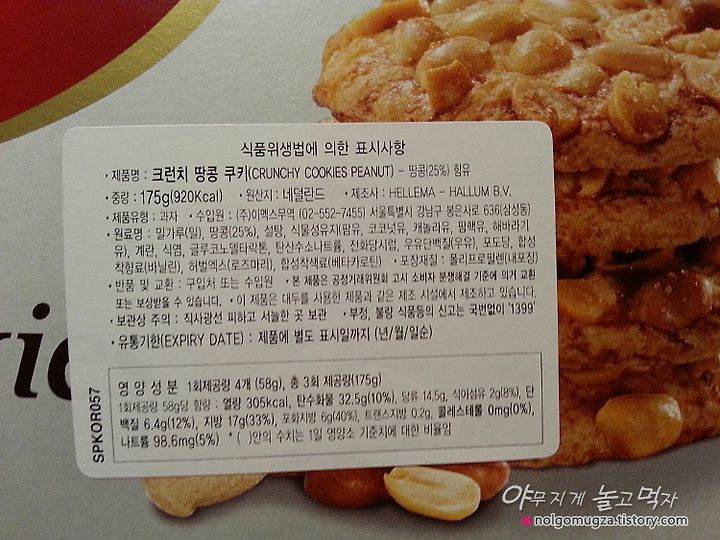 식품위생법에 의한 표시사항
• 제품명 : 크런치 땅콩 쿠키(CRUNCHY COOKIES PEANUT) - 땅콩(25%) 함유
• 중량 : 175g(920Kcal) • 원산지 : 네덜란드 • 제조사 : HELLEMA - HALLUM B.V.
• 제품유형 : 과자 • 수입원 : (주)이멕스무역 (02-552-7455) 서울특별시 강남구 봉은사로 636(삼성동)
• 원료명 : 밀가루(밀), 땅콩(25%), 설탕, 식물성유지(팜유, 코코넛유, 캐놀라유, 팜핵유, 해바라기
유), 계란, 식염, 글루코노델타락톤, 탄산수소나트륨, 전화당시럽, 우유단백질(우유), 포도당, 합성
착향료(바닐린), 허브엑스(로즈마리), 합성착색료(베타카로틴) • 포장재질 : 폴리프로필렌(내포장)
• 반품 및 교환 : 구입처 또는 수입원 • 본 제품은 공정거래위원회 고시 소비자 분쟁해결 기준에 의거 교환
또는 보상받을 수 있습니다. • 이 제품은 대두를 사용한 제품과 같은 제조 시설에서 제조하고 있습니다.
• 보관상 주의 : 직사광선 피하고 서늘한 곳 보관 • 부정, 불량 식품등의 신고는 국번없이 '1399'
• 유통기한(EXPIRY DATE) : 제품에 별도 표시일까지 (년/월/일순)
영양성분 1회제공량 4개 (58g), 총 3회 제공량(175g)
1회제공량 58g당 함량 : 열량 305kcal, 탄수화물 32.5g(10%), 당류 14.5g, 식이섬유 2g(8%), 단
백질 6.4g(12%), 지방 17g(33%), 포화지방 6g(40%), 트랜스지방 0.2g, 콜레스테롤 0mg(0%),
나트륨 98.6mg(5%) * ( )안의 수치는 1일 영양소 기준치에 대한 비율임
SPKOR057
야무지게 놀고먹자
nolgomugza.tistory.com